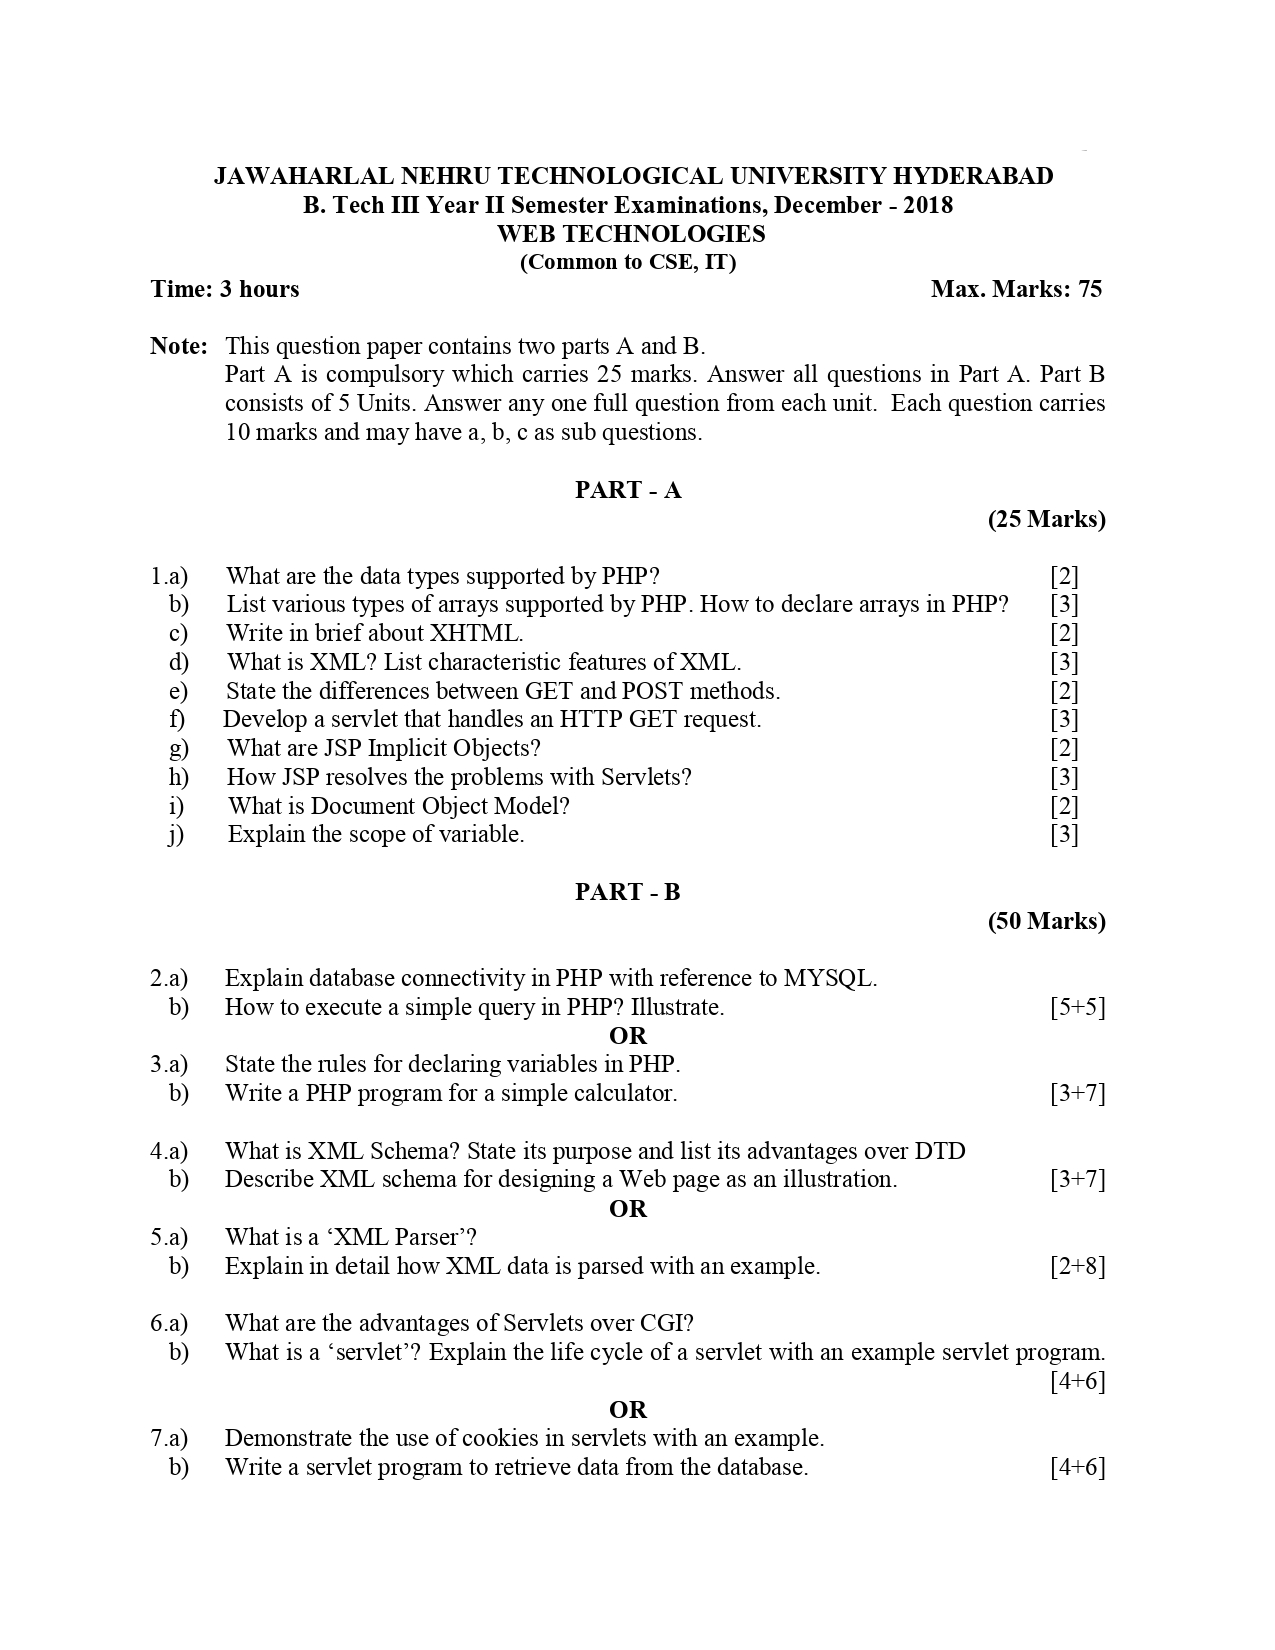 JAWAHARLAL NEHRU TECHNOLOGICAL UNIVERSITY HYDERABAD
B. Tech III Year II Semester Examinations, December - 2018
WEB TECHNOLOGIES
(Common to CSE, IT)
Time: 3 hours Max. Marks: 75
Note: This question paper contains two parts A and B.
Part A is compulsory which carries 25 marks. Answer all questions in Part A. Part B
consists of 5 Units. Answer any one full question from each unit. Each question carries
10 marks and may have a, b, c as sub questions.
PART - A
(25 Marks)
1.a) What are the data types supported by PHP? [2]
b) List various types of arrays supported by PHP. How to declare arrays in PHP? [3]
c) Write in brief about XHTML. [2]
d) What is XML? List characteristic features of XML. [3]
e) State the differences between GET and POST methods. [2]
f) Develop a servlet that handles an HTTP GET request. [3]
g) What are JSP Implicit Objects? [2]
h) How JSP resolves the problems with Servlets? [3]
i) What is Document Object Model? [2]
j) Explain the scope of variable. [3]
PART - B
(50 Marks)
2.a) Explain database connectivity in PHP with reference to MYSQL.
b) How to execute a simple query in PHP? Illustrate. [5+5]
OR
3.a) State the rules for declaring variables in PHP.
b) Write a PHP program for a simple calculator. [3+7]
4.a) What is XML Schema? State its purpose and list its advantages over DTD
b) Describe XML schema for designing a Web page as an illustration. [3+7]
OR
5.a) What is a ‘XML Parser’?
b) Explain in detail how XML data is parsed with an example. [2+8]
6.a) What are the advantages of Servlets over CGI?
b) What is a ‘servlet’? Explain the life cycle of a servlet with an example servlet program.
[4+6]
OR
7.a) Demonstrate the use of cookies in servlets with an example.
b) Write a servlet program to retrieve data from the database. [4+6]